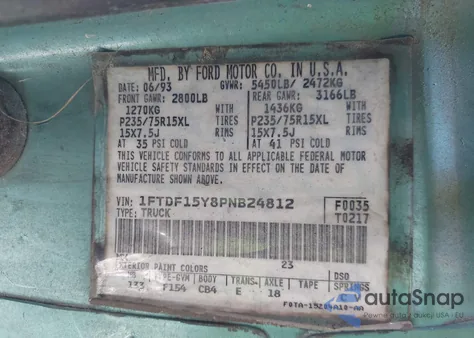 MFD. BY FORD MOTOR CO. IN U.S.A.
DATE: 06/93 GVWR: 5450LB/ 2472KG
FRONT GAWR: 2800LB REAR GAWR: 3166LB
1270KG WITH 1436KG WITH
P235/75R15XL TIRES P235/75R15XL TIRES
15X7.5J RIMS 15X7.5J RIMS
AT 35 PSI COLD AT 41 PSI COLD
THIS VEHICLE CONFORMS TO ALL APPLICABLE FEDERAL MOTOR
VEHICLE SAFETY STANDARDS IN EFFECT ON THE DATE OF
MANUFACTURE SHOWN ABOVE.
VIN: 1FTDF15Y8PNB24812 F0035
TYPE: TRUCK T0217
23
EXTERIOR PAINT COLORS DSO
BODY TRANS. AXLE TAPE SPRINGS
133 F154 CB4 E 18
autaSnap